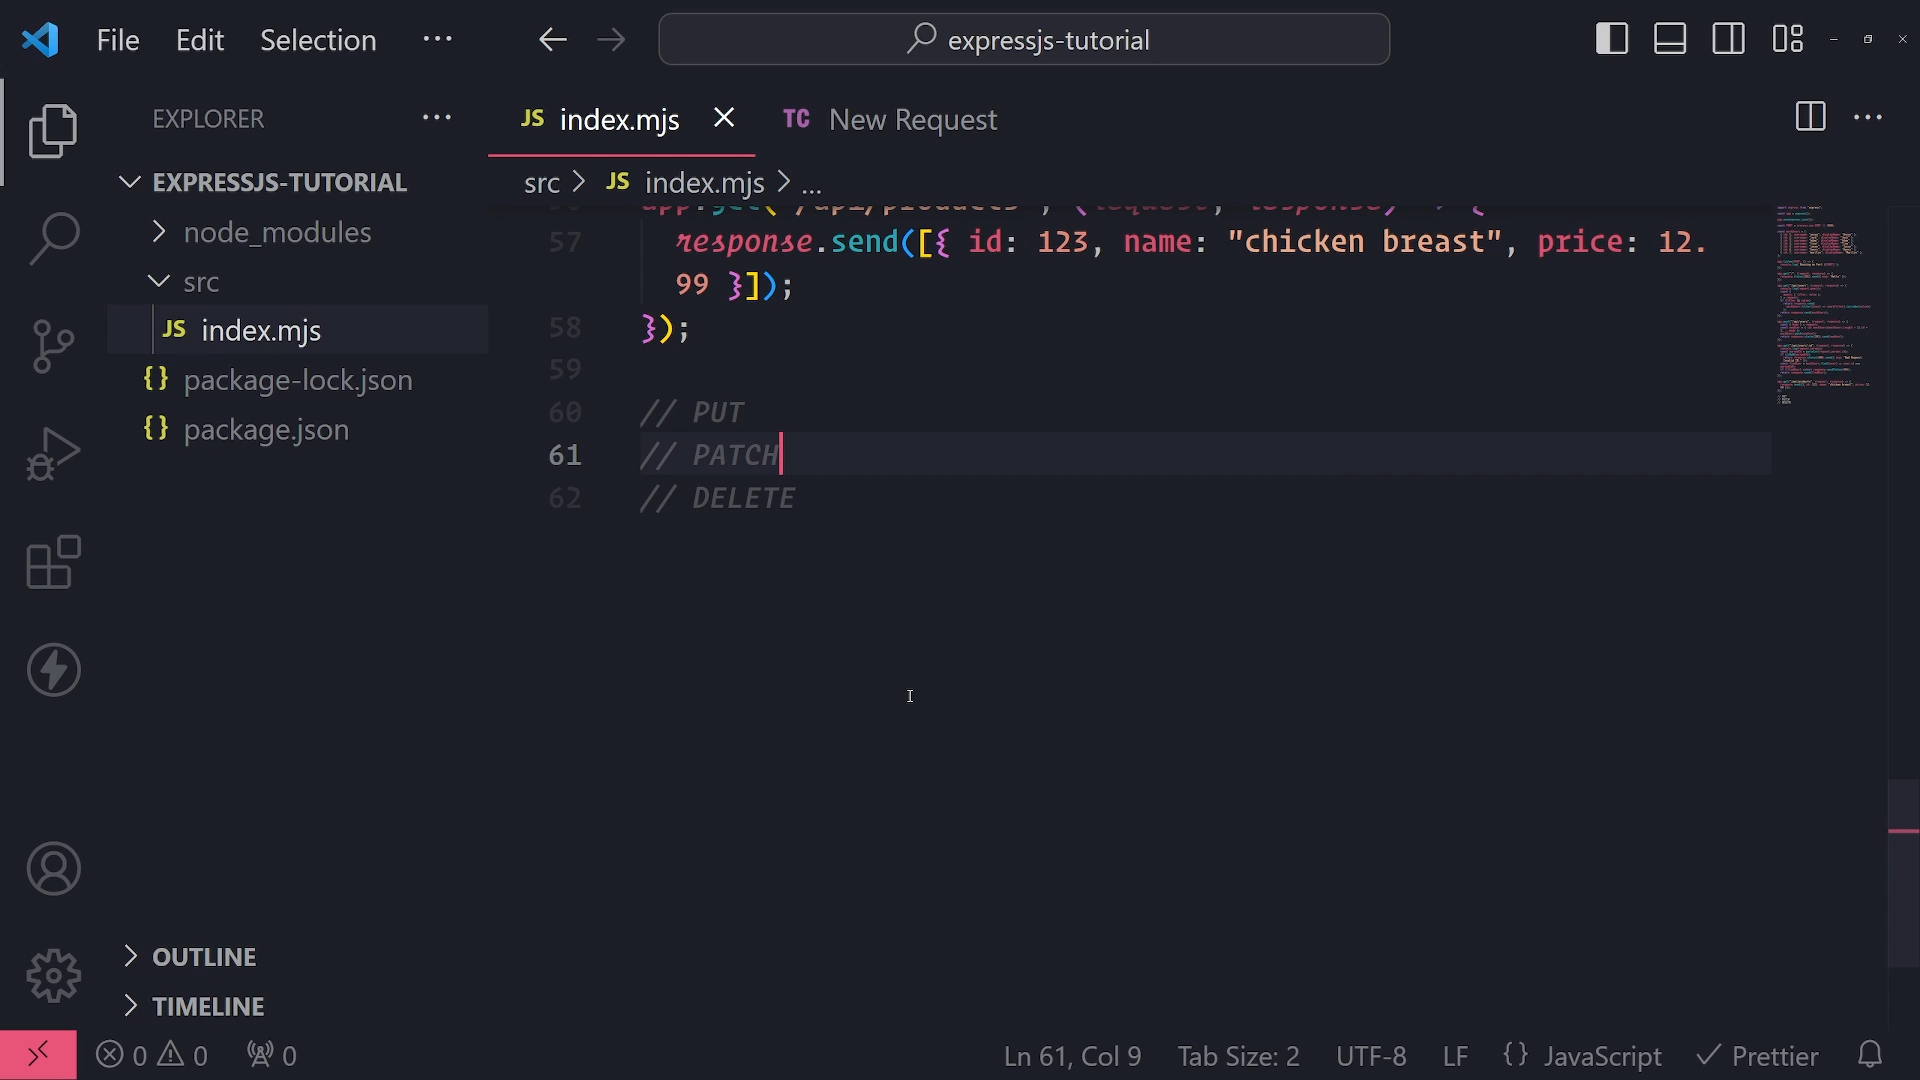 File Edit Selection ··· expressjs-tutorial
EXPLORER ···
JS index.mjs TC New Request ···
src > JS index.mjs > ...
EXPRESSJS-TUTORIAL
node_modules
src
JS index.mjs
{} package-lock.json
{} package.json
OUTLINE
TIMELINE
57 response.send([{ id: 123, name: "chicken breast", price: 12.
99 }]);
58 });
59
60 // PUT
61 // PATCH
62 // DELETE
0 0 0 Ln 61, Col 9 Tab Size: 2 UTF-8 LF {} JavaScript Prettier